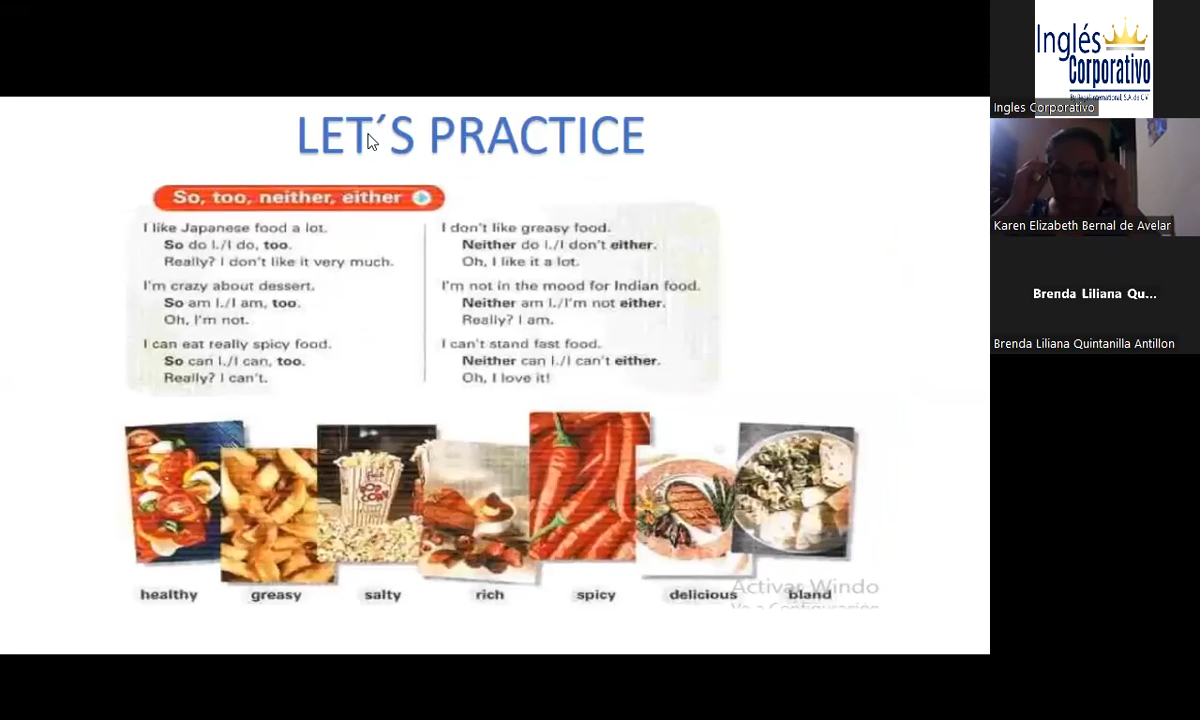 LET´S PRACTICE
So, too, neither, either
I like Japanese food a lot.
So do I./I do, too.
Really? I don't like it very much.
I'm crazy about dessert.
So am I./I am, too.
Oh, I'm not.
I can eat really spicy food.
So can I./I can, too.
Really? I can't.
I don't like greasy food.
Neither do I./I don't either.
Oh, I like it a lot.
I'm not in the mood for Indian food.
Neither am I./I'm not either.
Really? I am.
I can't stand fast food.
Neither can I./I can't either.
Oh, I love it!
POP
CORN
healthy
greasy
salty
rich
spicy
delicious
bland
Activar Windo
Inglés
Corporativo
Ingles Corporativo
Karen Elizabeth Bernal de Avelar
Brenda Liliana Qu...
Brenda Liliana Quintanilla Antillon